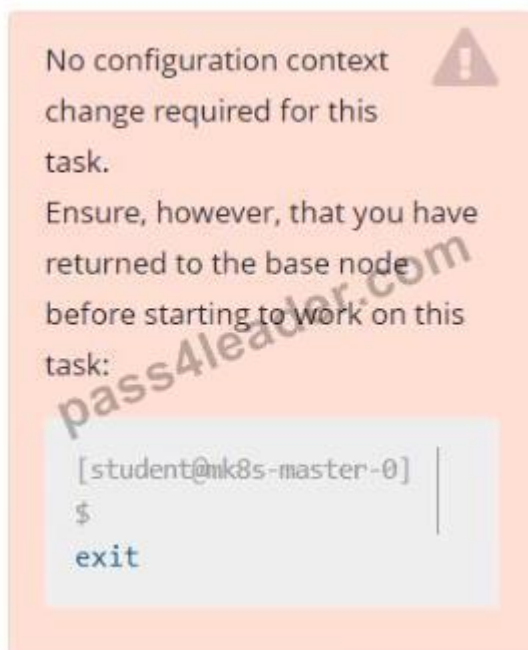 No configuration context
change required for this
task.
Ensure, however, that you have
returned to the base node
before starting to work on this
task:
pass4leader.com
[student@mk8s-master-0]
$
exit